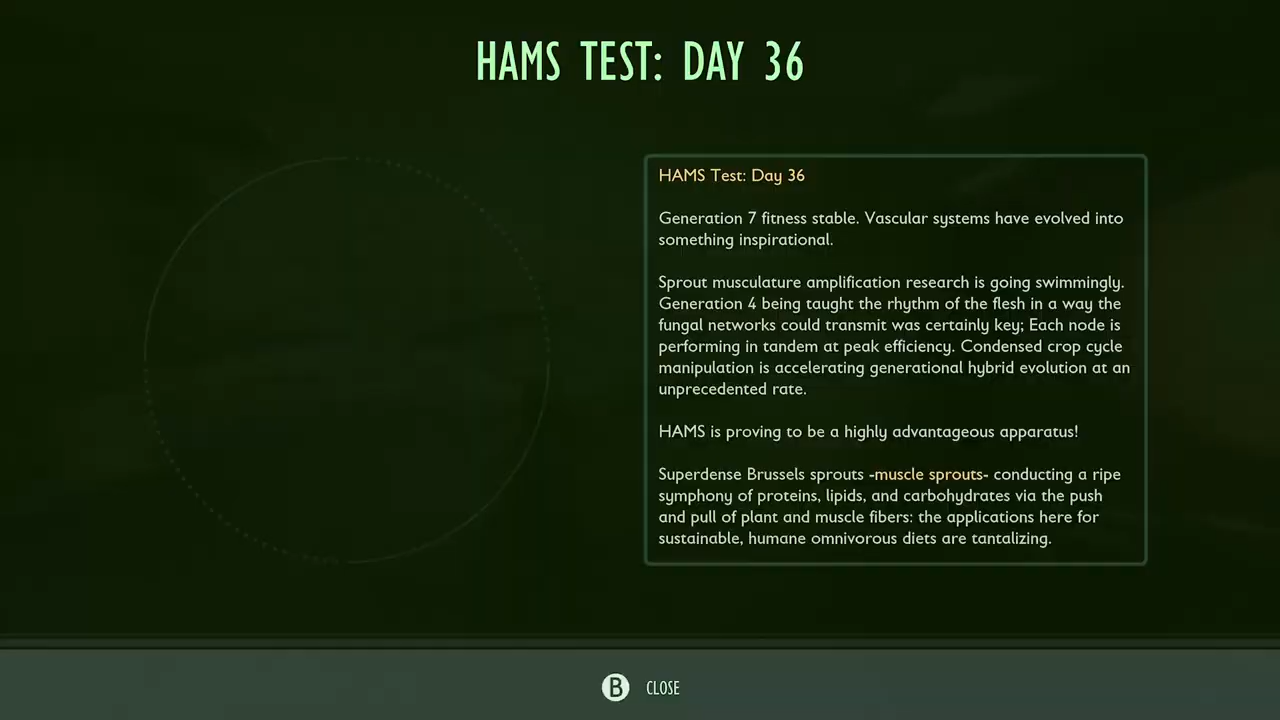 HAMS TEST: DAY 36
HAMS Test: Day 36
Generation 7 fitness stable. Vascular systems have evolved into
something inspirational.
Sprout musculature amplification research is going swimmingly.
Generation 4 being taught the rhythm of the flesh in a way the
fungal networks could transmit was certainly key; Each node is
performing in tandem at peak efficiency. Condensed crop cycle
manipulation is accelerating generational hybrid evolution at an
unprecedented rate.
HAMS is proving to be a highly advantageous apparatus!
Superdense Brussels sprouts -muscle sprouts- conducting a ripe
symphony of proteins, lipids, and carbohydrates via the push
and pull of plant and muscle fibers: the applications here for
sustainable, humane omnivorous diets are tantalizing.
B CLOSE